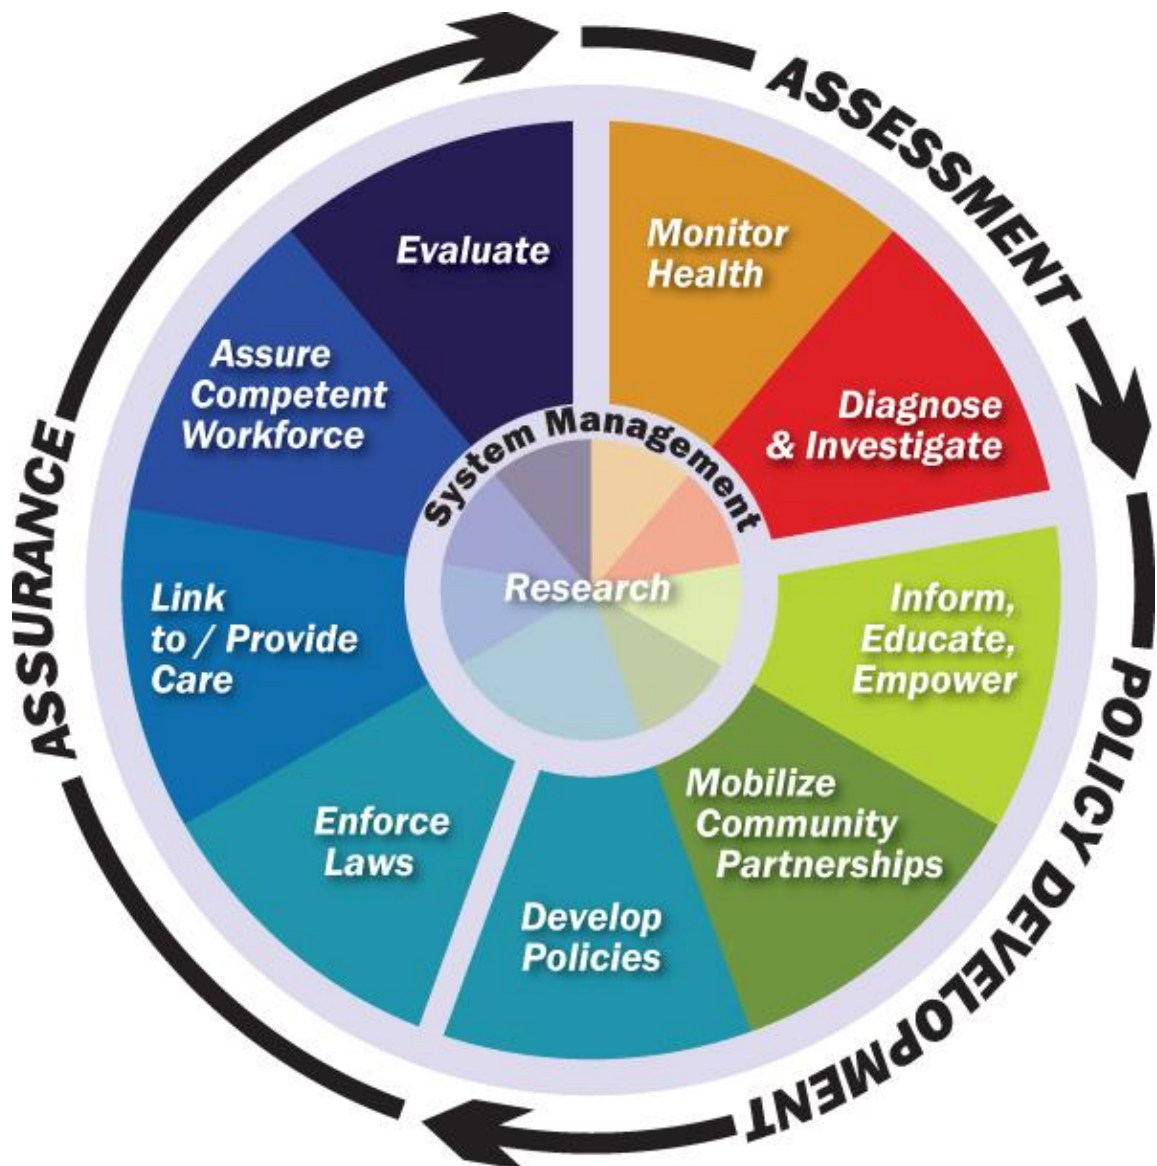 ASSESSMENT
Monitor
Health
Diagnose
& Investigate
Inform,
Educate,
Empower
POLICY DEVELOPMENT
Mobilize
Community
Partnerships
Develop
Policies
ASSURANCE
Enforce
Laws
Link
to / Provide
Care
Assure
Competent
Workforce
Evaluate
System Management
Research